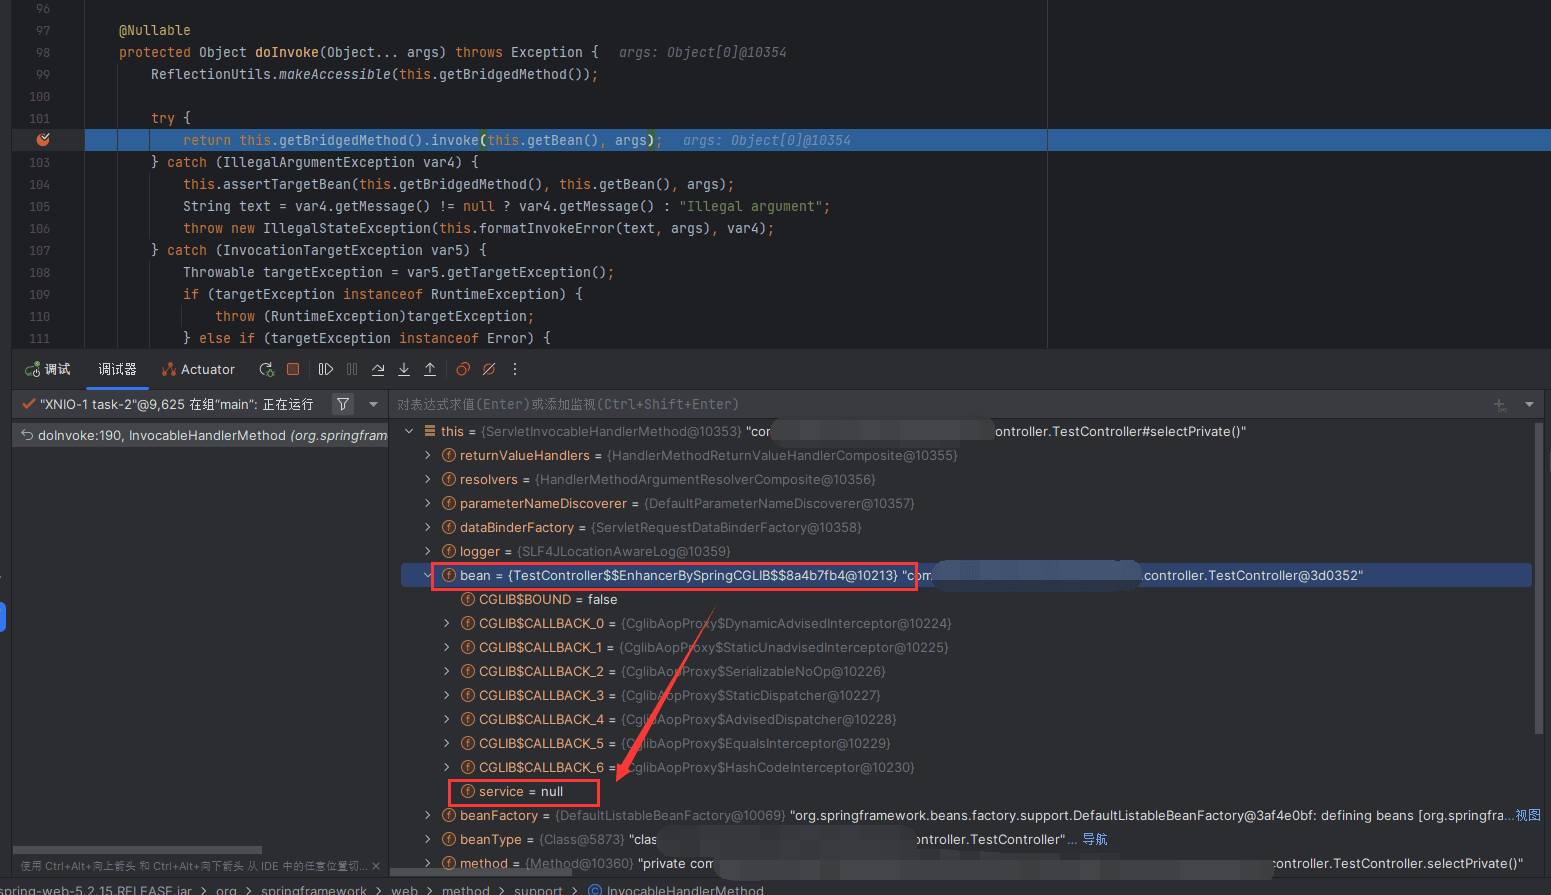 96
97 @Nullable
98 protected Object doInvoke(Object... args) throws Exception { args: Object[0]@10354
99 ReflectionUtils.makeAccessible(this.getBridgedMethod());
100
101 try {
return this.getBridgedMethod().invoke(this.getBean(), args); args: Object[0]@10354
103 } catch (IllegalArgumentException var4) {
104 this.assertTargetBean(this.getBridgedMethod(), this.getBean(), args);
105 String text = var4.getMessage() != null ? var4.getMessage() : "Illegal argument";
106 throw new IllegalStateException(this.formatInvokeError(text, args), var4);
107 } catch (InvocationTargetException var5) {
108 Throwable targetException = var5.getTargetException();
109 if (targetException instanceof RuntimeException) {
110 throw (RuntimeException)targetException;
111 } else if (targetException instanceof Error) {
调试 调试器 Actuator
"XNIO-1 task-2"@9,625 在组"main": 正在运行
对表达式求值(Enter)或添加监视(Ctrl+Shift+Enter)
doInvoke:190, InvocableHandlerMethod (org.springframe
this = {ServletInvocableHandlerMethod@10353} "cor ontroller.TestController#selectPrivate()"
returnValueHandlers = {HandlerMethodReturnValueHandlerComposite@10355}
resolvers = {HandlerMethodArgumentResolverComposite@10356}
parameterNameDiscoverer = {DefaultParameterNameDiscoverer@10357}
dataBinderFactory = {ServletRequestDataBinderFactory@10358}
logger = {SLF4JLocationAwareLog@10359}
bean = {TestController$$EnhancerBySpringCGLIB$$8a4b7fb4@10213} "com .controller.TestController@3d0352"
CGLIB$BOUND = false
CGLIB$CALLBACK_0 = {CglibAopProxy$DynamicAdvisedInterceptor@10224}
CGLIB$CALLBACK_1 = {CglibAopProxy$StaticUnadvisedInterceptor@10225}
CGLIB$CALLBACK_2 = {CglibAopProxy$SerializableNoOp@10226}
CGLIB$CALLBACK_3 = {CglibAopProxy$StaticDispatcher@10227}
CGLIB$CALLBACK_4 = {CglibAopProxy$AdvisedDispatcher@10228}
CGLIB$CALLBACK_5 = {CglibAopProxy$EqualsInterceptor@10229}
CGLIB$CALLBACK_6 = {CglibAopProxy$HashCodeInterceptor@10230}
service = null
beanFactory = {DefaultListableBeanFactory@10069} "org.springframework.beans.factory.support.DefaultListableBeanFactory@3af4e0bf: defining beans [org.springfra... 视图
beanType = {Class@5873} "clas ontroller.TestController"... 导航
method = {Method@10360} "private com controller.TestController.selectPrivate()"
使用 Ctrl+Alt+向上箭头 和 Ctrl+Alt+向下箭头 从 IDE 中的任意位置切...
spring-web-5.2.15.RELEASE.jar > org > springframework > web > method > support > InvocableHandlerMethod